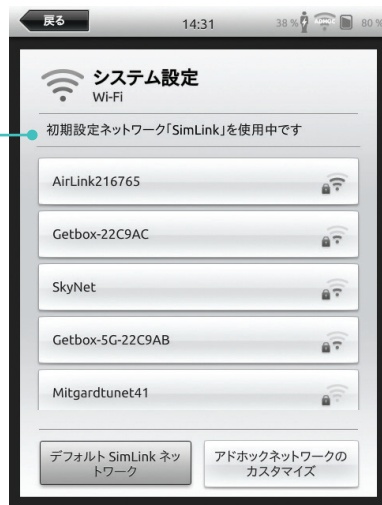 戻る 14:31 38 % ADHOC 80 %
システム設定
Wi-Fi
初期設定ネットワーク「SimLink」を使用中です
AirLink216765
Getbox-22C9AC
SkyNet
Getbox-5G-22C9AB
Mitgardtunet41
デフォルト SimLink ネッ
トワーク
アドホックネットワークの
カスタマイズ